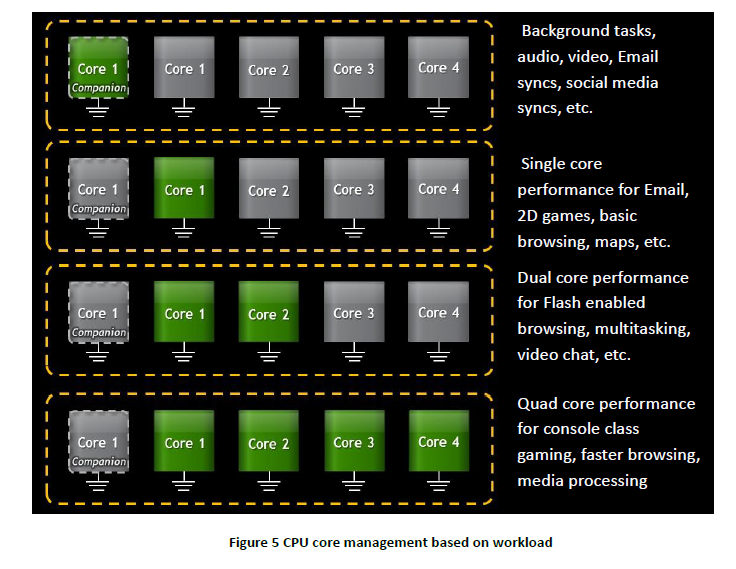 Core 1
Companion
Core 1
Core 2
Core 3
Core 4
Background tasks,
audio, video, Email
syncs, social media
syncs, etc.
Core 1
Companion
Core 1
Core 2
Core 3
Core 4
Single core
performance for Email,
2D games, basic
browsing, maps, etc.
Core 1
Companion
Core 1
Core 2
Core 3
Core 4
Dual core performance
for Flash enabled
browsing, multitasking,
video chat, etc.
Core 1
Companion
Core 1
Core 2
Core 3
Core 4
Quad core performance
for console class
gaming, faster browsing,
media processing
Figure 5 CPU core management based on workload